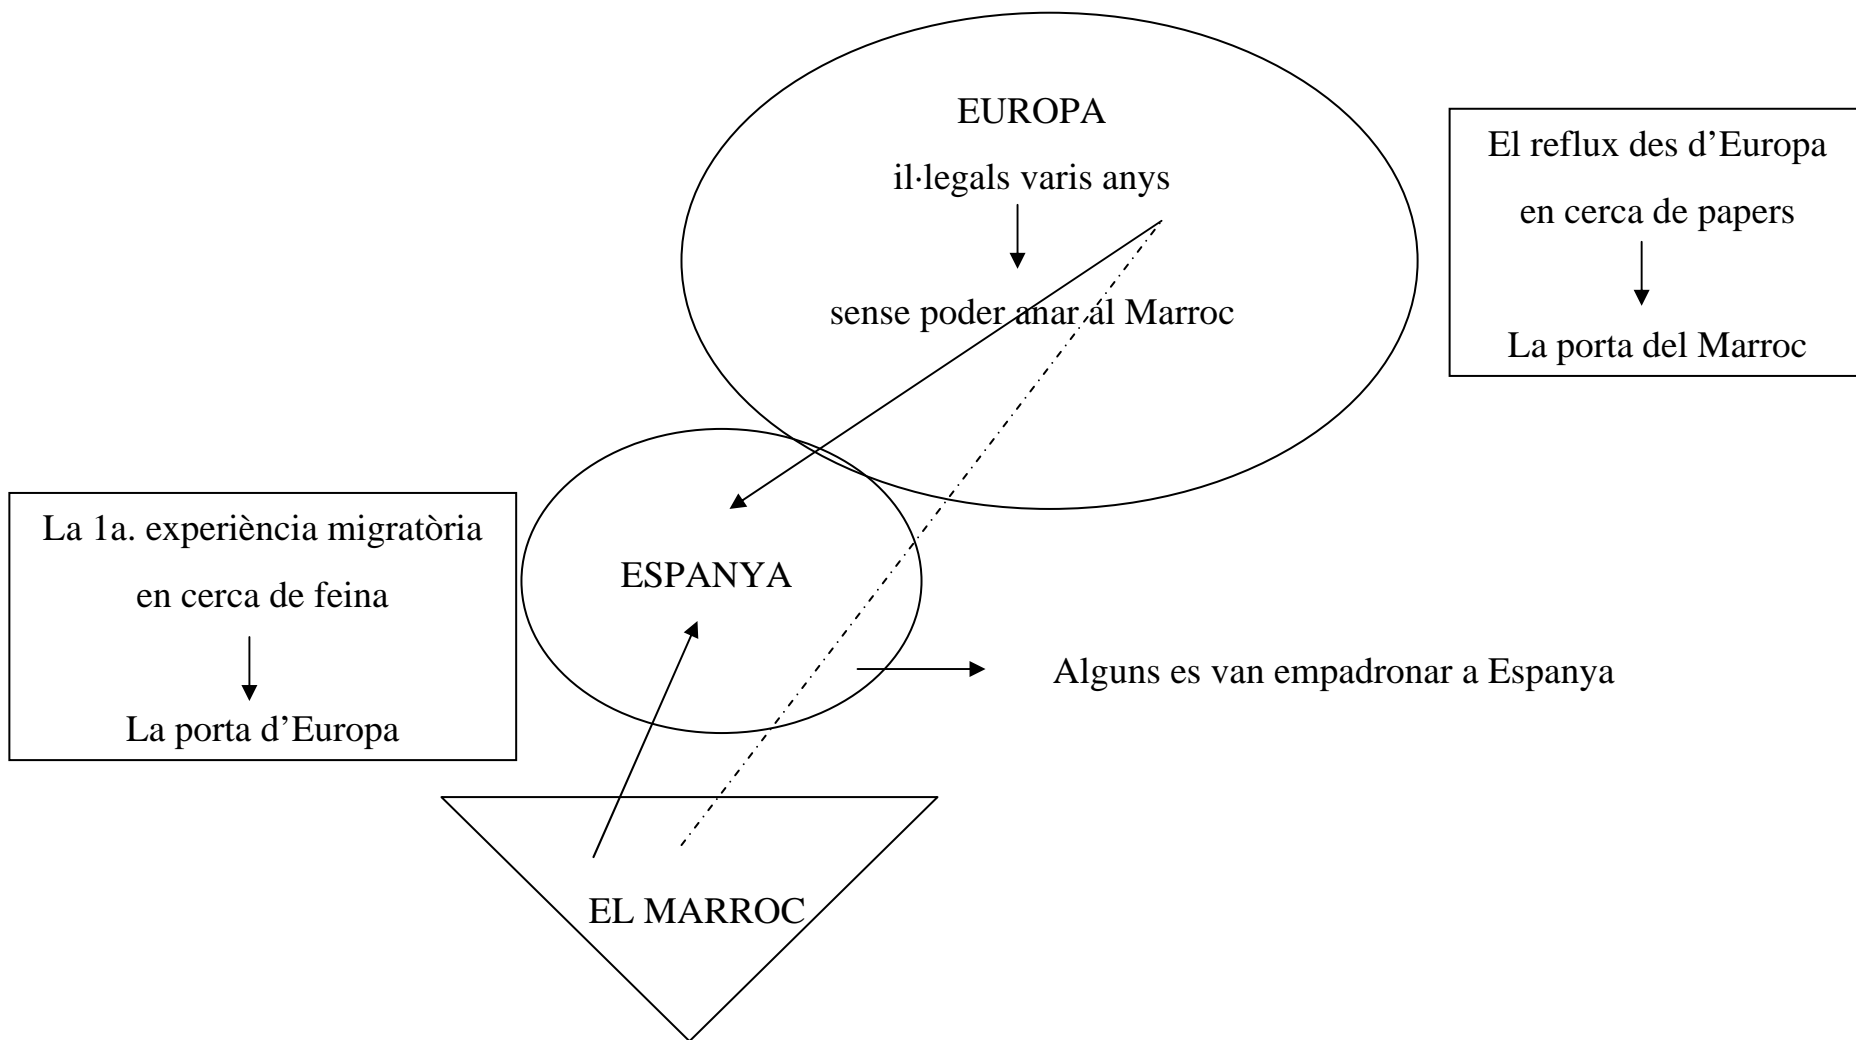 EUROPA
il·legals varis anys
sense poder anar al Marroc
El reflux des d’Europa
en cerca de papers
La porta del Marroc
La 1a. experiència migratòria
en cerca de feina
La porta d’Europa
ESPANYA
Alguns es van empadronar a Espanya
EL MARROC